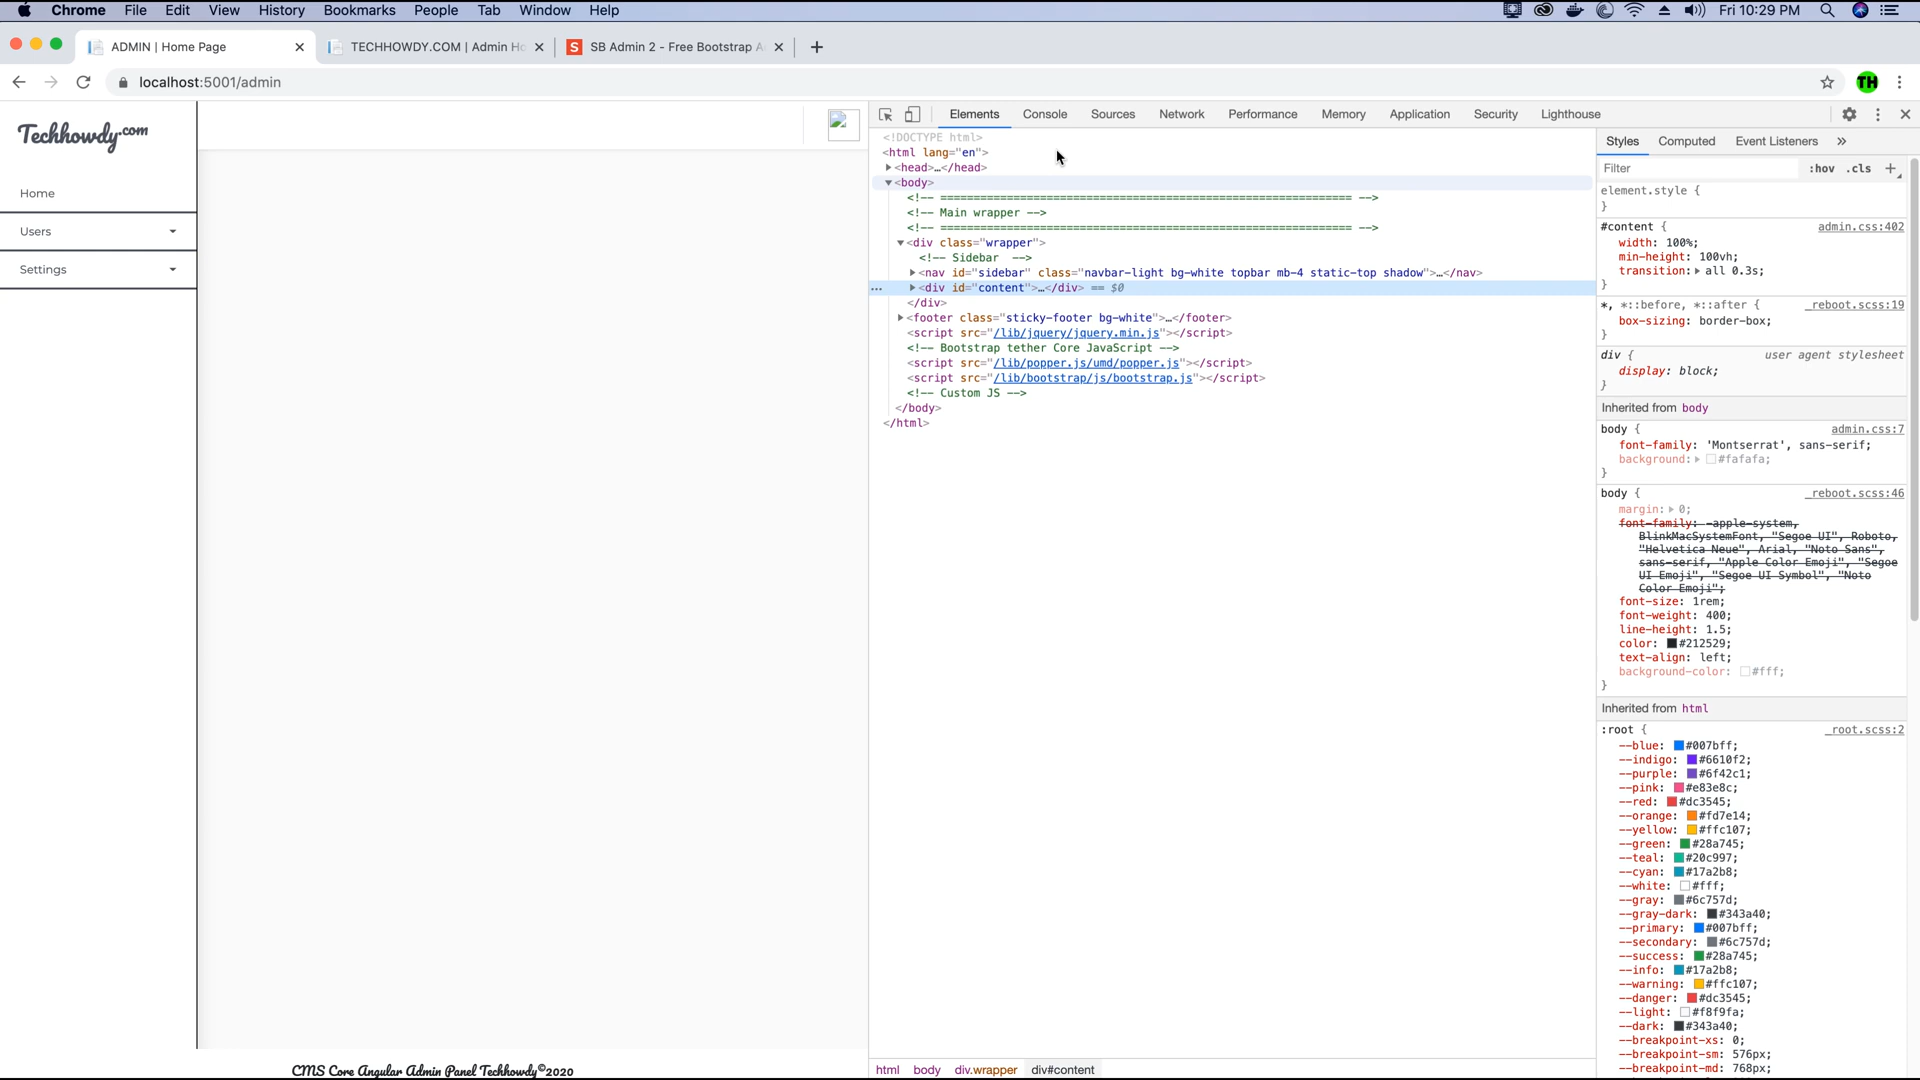 Chrome File Edit View History Bookmarks People Tab Window Help Fri 10:29 PM
ADMIN | Home Page TECHHOWDY.COM | Admin Ho SB Admin 2 - Free Bootstrap A
localhost:5001/admin TH
Techhowdy.com
Home
Users
Settings
CMS Core Angular Admin Panel Techhowdy©2020
Elements Console Sources Network Performance Memory Application Security Lighthouse
<!DOCTYPE html>
<html lang="en">
<head>…</head>
<body>
<!-- ============================================================== -->
<!-- Main wrapper -->
<!-- ============================================================== -->
<div class="wrapper">
<!-- Sidebar -->
<nav id="sidebar" class="navbar-light bg-white topbar mb-4 static-top shadow">…</nav>
… <div id="content">…</div> == $0
</div>
<footer class="sticky-footer bg-white">…</footer>
<script src="/lib/jquery/jquery.min.js"></script>
<!-- Bootstrap tether Core JavaScript -->
<script src="/lib/popper.js/umd/popper.js"></script>
<script src="/lib/bootstrap/js/bootstrap.js"></script>
<!-- Custom JS -->
</body>
</html>
html body div.wrapper div#content
Styles Computed Event Listeners »
Filter :hov .cls +
element.style {
}
#content { admin.css:402
width: 100%;
min-height: 100vh;
transition: all 0.3s;
}
*, *::before, *::after { _reboot.scss:19
box-sizing: border-box;
}
div { user agent stylesheet
display: block;
}
Inherited from body
body { admin.css:7
font-family: 'Montserrat', sans-serif;
background: #fafafa;
}
body { _reboot.scss:46
margin: 0;
font-family: -apple-system,
BlinkMacSystemFont, "Segoe UI", Roboto,
"Helvetica Neue", Arial, "Noto Sans",
sans-serif, "Apple Color Emoji", "Segoe
UI Emoji", "Segoe UI Symbol", "Noto
Color Emoji";
font-size: 1rem;
font-weight: 400;
line-height: 1.5;
color: #212529;
text-align: left;
background-color: #fff;
}
Inherited from html
:root { _root.scss:2
--blue: #007bff;
--indigo: #6610f2;
--purple: #6f42c1;
--pink: #e83e8c;
--red: #dc3545;
--orange: #fd7e14;
--yellow: #ffc107;
--green: #28a745;
--teal: #20c997;
--cyan: #17a2b8;
--white: #fff;
--gray: #6c757d;
--gray-dark: #343a40;
--primary: #007bff;
--secondary: #6c757d;
--success: #28a745;
--info: #17a2b8;
--warning: #ffc107;
--danger: #dc3545;
--light: #f8f9fa;
--dark: #343a40;
--breakpoint-xs: 0;
--breakpoint-sm: 576px;
--breakpoint-md: 768px;